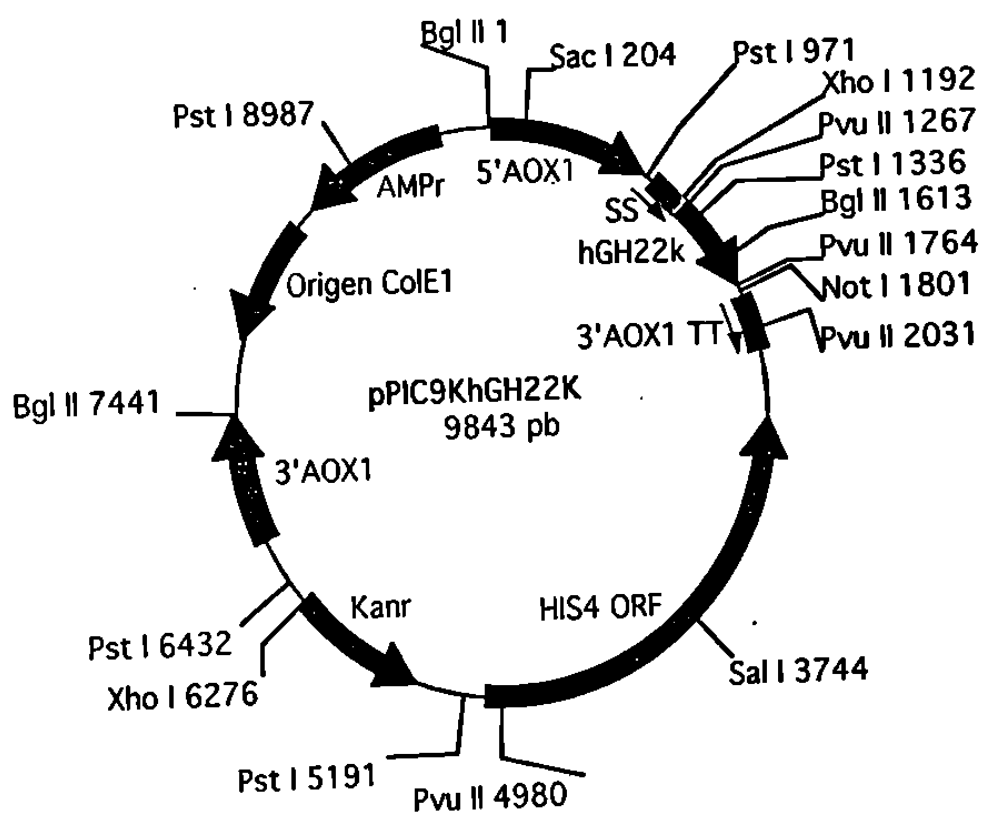 Bgl II 1
Sac I 204
Pst I 971
Xho I 1192
Pvu II 1267
Pst I 1336
Bgl II 1613
Pvu II 1764
Not I 1801
Pvu II 2031
Pst I 8987
AMPr
5'AOX1
SS
hGH22k
Origen ColE1
3'AOX1 TT
pPIC9KhGH22K
9843 pb
Bgl II 7441
3'AOX1
Kanr
HIS4 ORF
Pst I 6432
Xho I 6276
Sal I 3744
Pst I 5191
Pvu II 4980